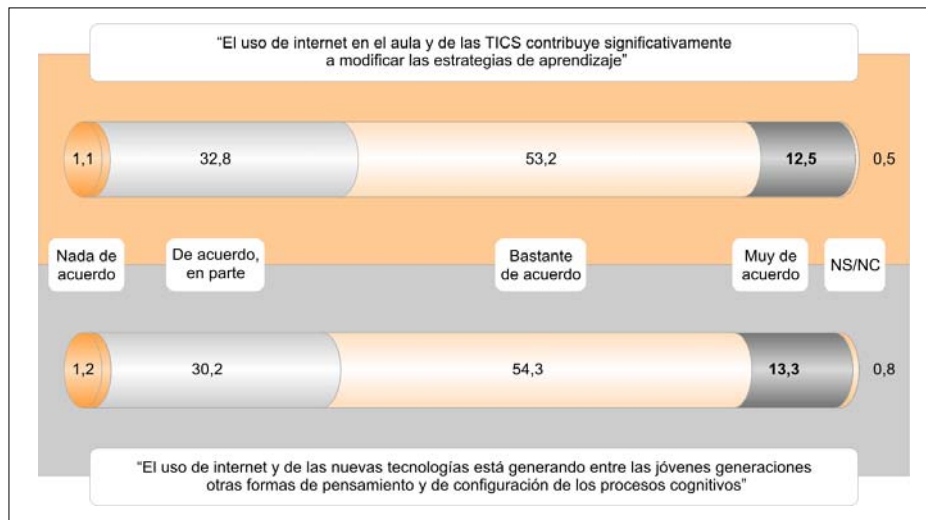 “El uso de internet en el aula y de las TICS contribuye significativamente
a modificar las estrategias de aprendizaje”
1,1
32,8
53,2
12,5
0,5
Nada de
acuerdo
De acuerdo,
en parte
Bastante
de acuerdo
Muy de
acuerdo
NS/NC
1,2
30,2
54,3
13,3
0,8
“El uso de internet y de las nuevas tecnologías está generando entre las jóvenes generaciones
otras formas de pensamiento y de configuración de los procesos cognitivos”